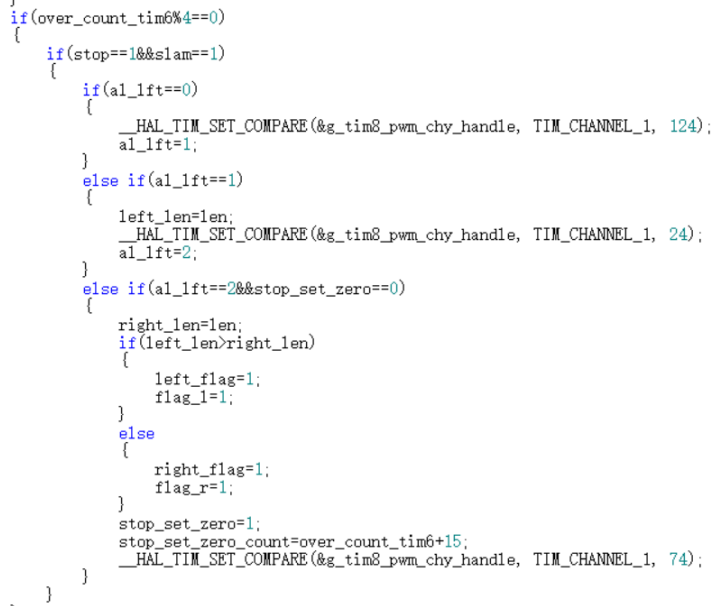 if(over_count_tim6%4==0)
{
if(stop==1&&slam==1)
{
if(al_lft==0)
{
__HAL_TIM_SET_COMPARE(&g_tim8_pwm_chy_handle, TIM_CHANNEL_1, 124);
al_lft=1;
}
else if(al_lft==1)
{
left_len=len;
__HAL_TIM_SET_COMPARE(&g_tim8_pwm_chy_handle, TIM_CHANNEL_1, 24);
al_lft=2;
}
else if(al_lft==2&&stop_set_zero==0)
{
right_len=len;
if(left_len>right_len)
{
left_flag=1;
flag_l=1;
}
else
{
right_flag=1;
flag_r=1;
}
stop_set_zero=1;
stop_set_zero_count=over_count_tim6+15;
__HAL_TIM_SET_COMPARE(&g_tim8_pwm_chy_handle, TIM_CHANNEL_1, 74);
}
}